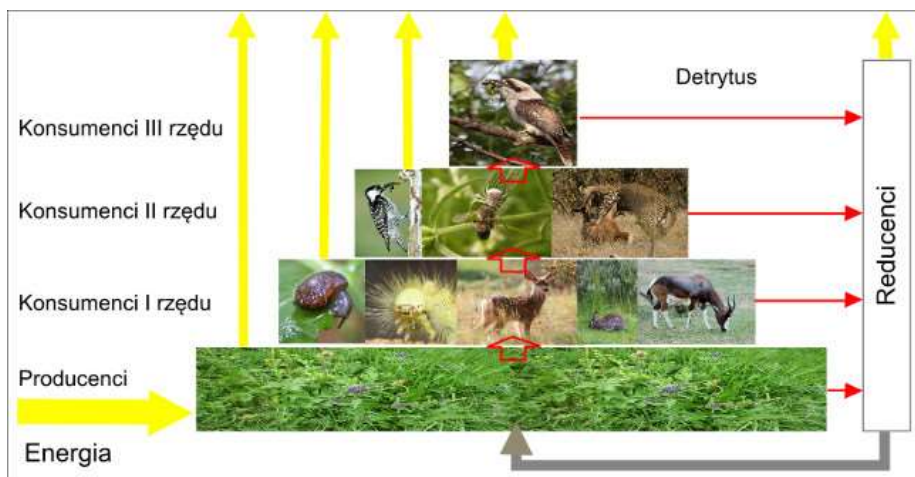 Detrytus
Konsumenci III rzędu
Konsumenci II rzędu
Konsumenci I rzędu
Producenci
Energia
Reducenci